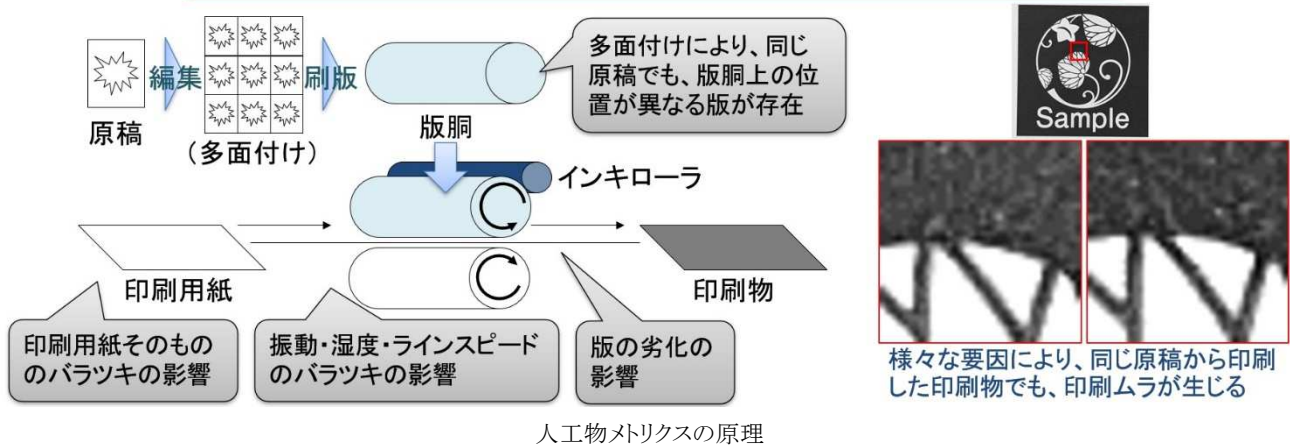 原稿
編集
(多面付け)
刷版
版胴
多面付けにより、同じ
原稿でも、版胴上の位
置が異なる版が存在
インキローラ
印刷用紙
印刷物
印刷用紙そのもの
のバラツキの影響
振動・湿度・ラインスピード
のバラツキの影響
版の劣化の
影響
Sample
様々な要因により、同じ原稿から印刷
した印刷物でも、印刷ムラが生じる
人工物メトリクスの原理